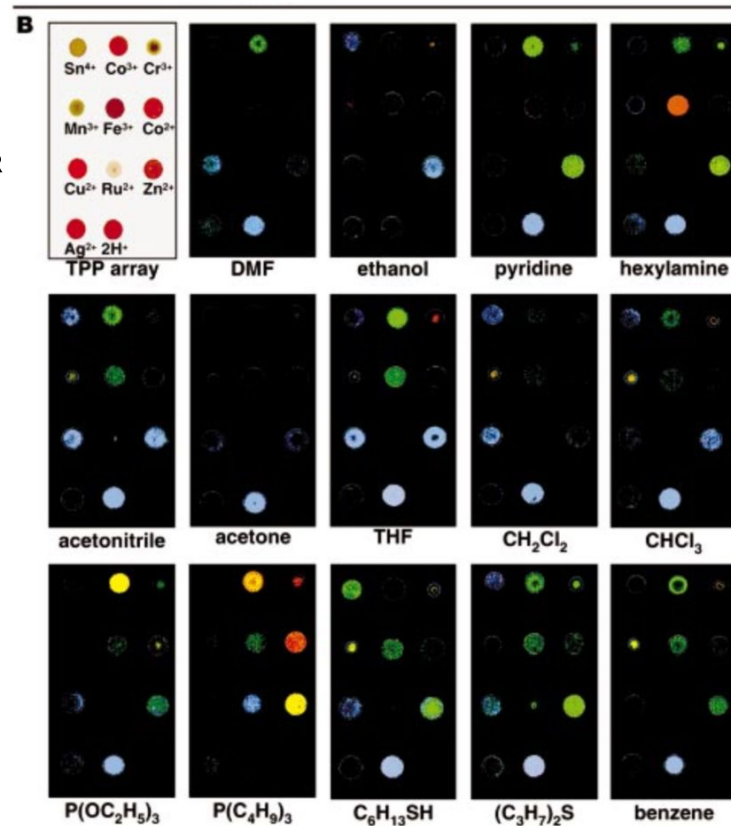 B
Sn⁴⁺ Co³⁺ Cr³⁺
Mn³⁺ Fe³⁺ Co²⁺
Cu²⁺ Ru²⁺ Zn²⁺
Ag²⁺ 2H⁺
TPP array DMF ethanol pyridine hexylamine
acetonitrile acetone THF CH₂Cl₂ CHCl₃
P(OC₂H₅)₃ P(C₄H₉)₃ C₆H₁₃SH (C₃H₇)₂S benzene